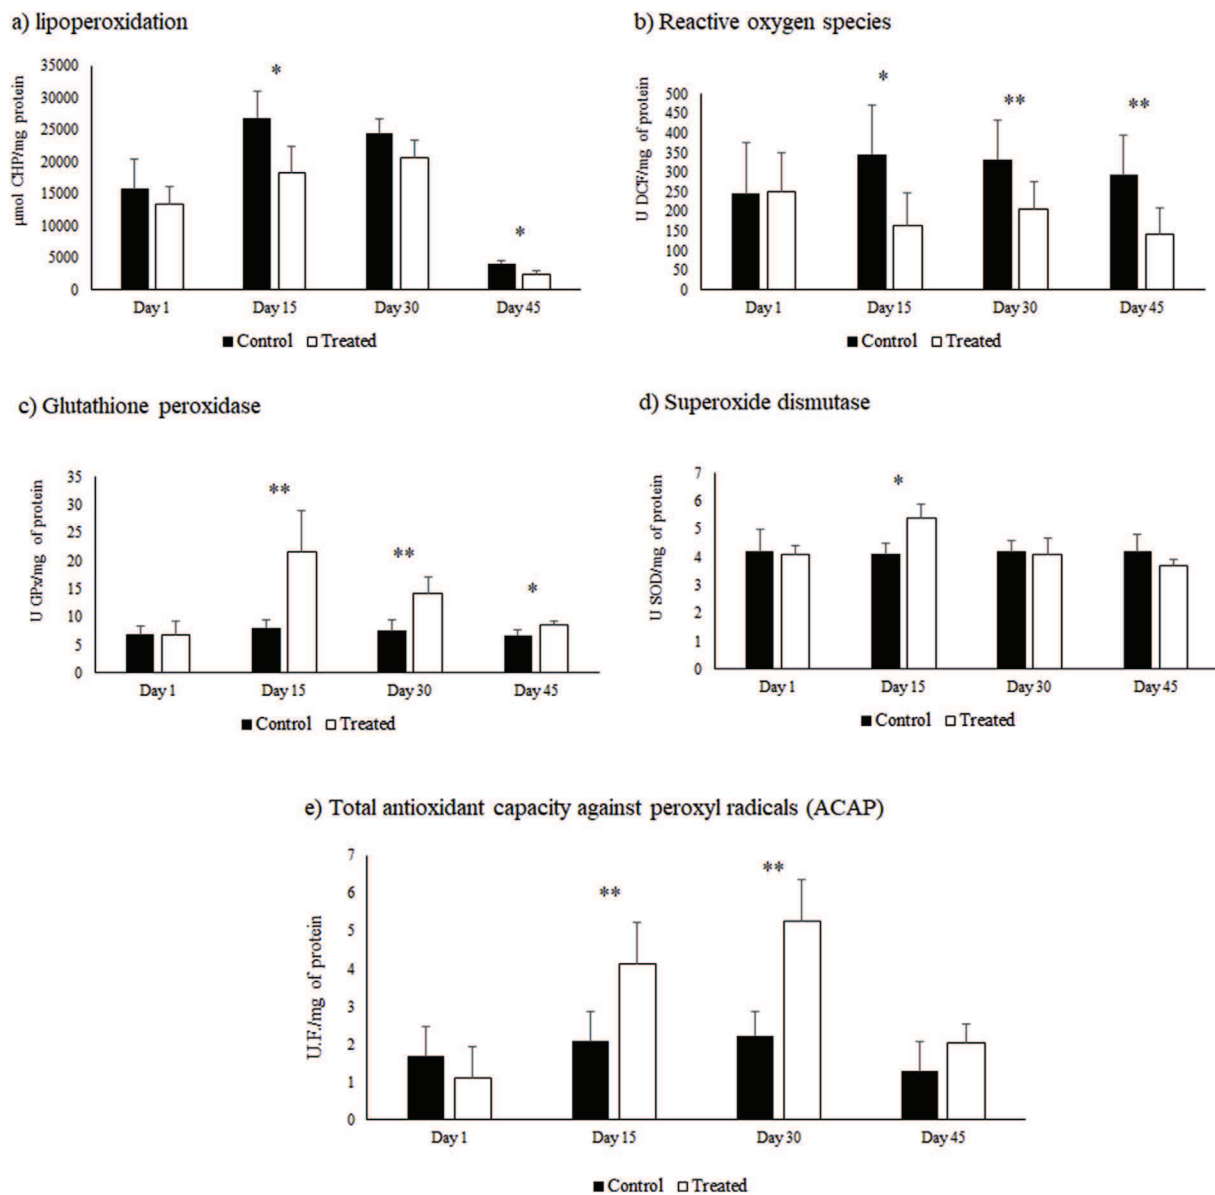 a) lipoperoxidation
µmol CHP/mg protein
35000
30000
25000
20000
15000
10000
5000
0
*
*
Day 1 Day 15 Day 30 Day 45
Control Treated
b) Reactive oxygen species
U DCF/mg of protein
500
450
400
350
300
250
200
150
100
50
0
*
**
**
Day 1 Day 15 Day 30 Day 45
Control Treated
c) Glutathione peroxidase
U GPx/mg of protein
35
30
25
20
15
10
5
0
**
**
*
Day 1 Day 15 Day 30 Day 45
Control Treated
d) Superoxide dismutase
U SOD/mg of protein
7
6
5
4
3
2
1
0
*
Day 1 Day 15 Day 30 Day 45
Control Treated
e) Total antioxidant capacity against peroxyl radicals (ACAP)
U.F./mg of protein
7
6
5
4
3
2
1
0
**
**
Day 1 Day 15 Day 30 Day 45
Control Treated